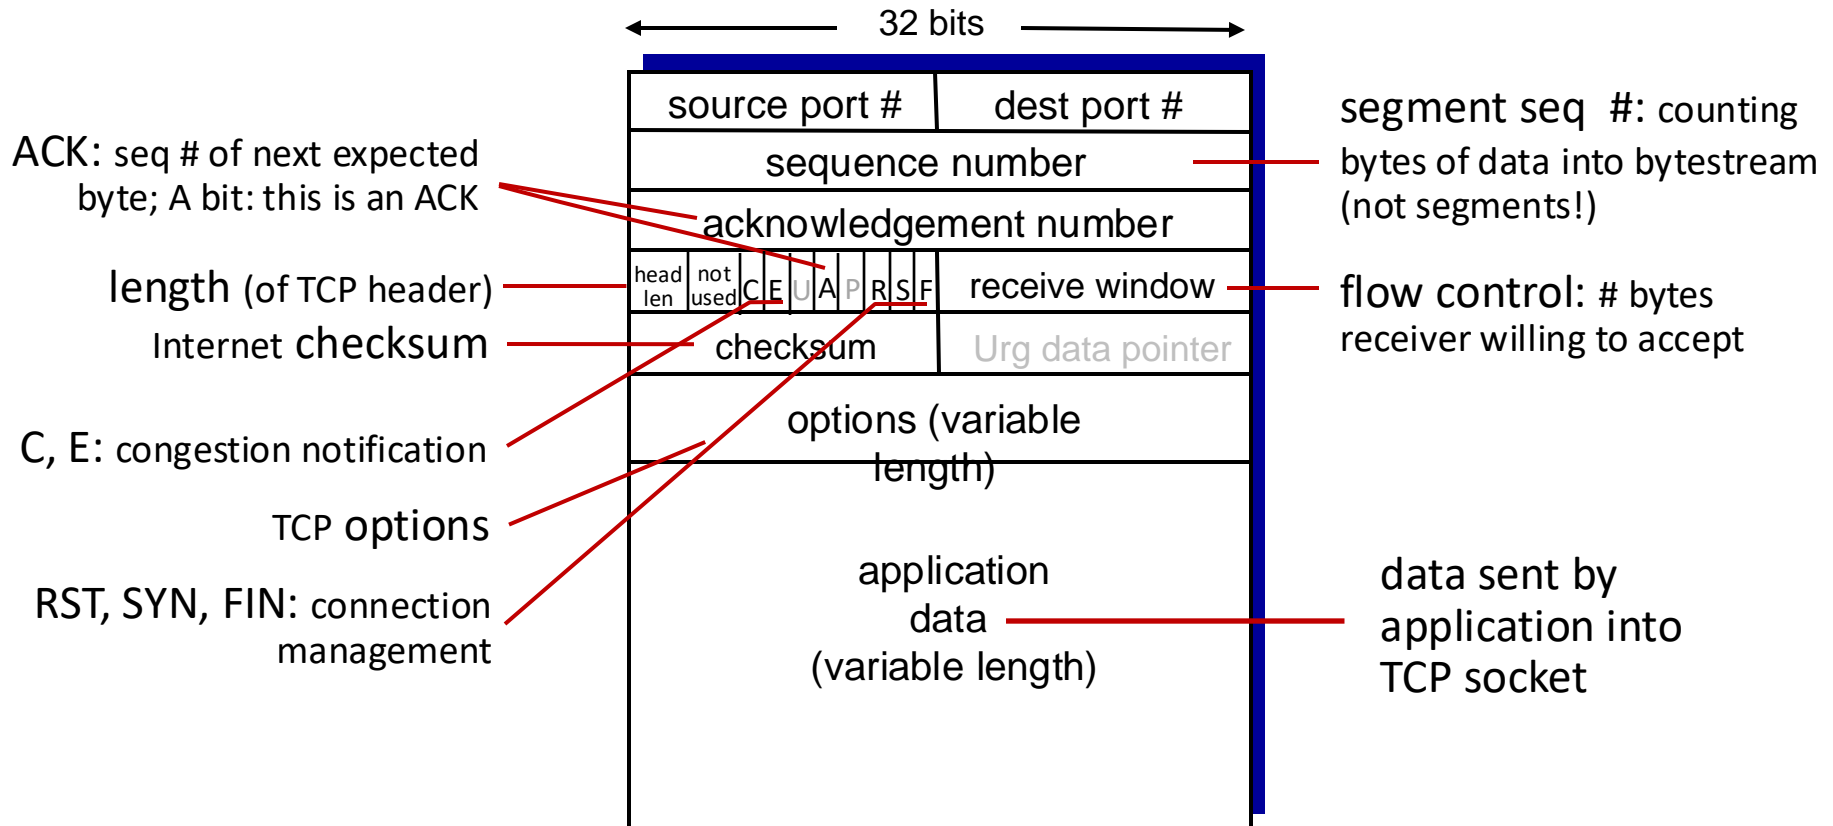 32 bits
source port #
dest port #
sequence number
acknowledgement number
head
len
not
used
C
E
U
A
P
R
S
F
receive window
checksum
Urg data pointer
options (variable
length)
application
data
(variable length)
ACK: seq # of next expected
byte; A bit: this is an ACK
length (of TCP header)
Internet checksum
C, E: congestion notification
TCP options
RST, SYN, FIN: connection
management
segment seq #: counting
bytes of data into bytestream
(not segments!)
flow control: # bytes
receiver willing to accept
data sent by
application into
TCP socket